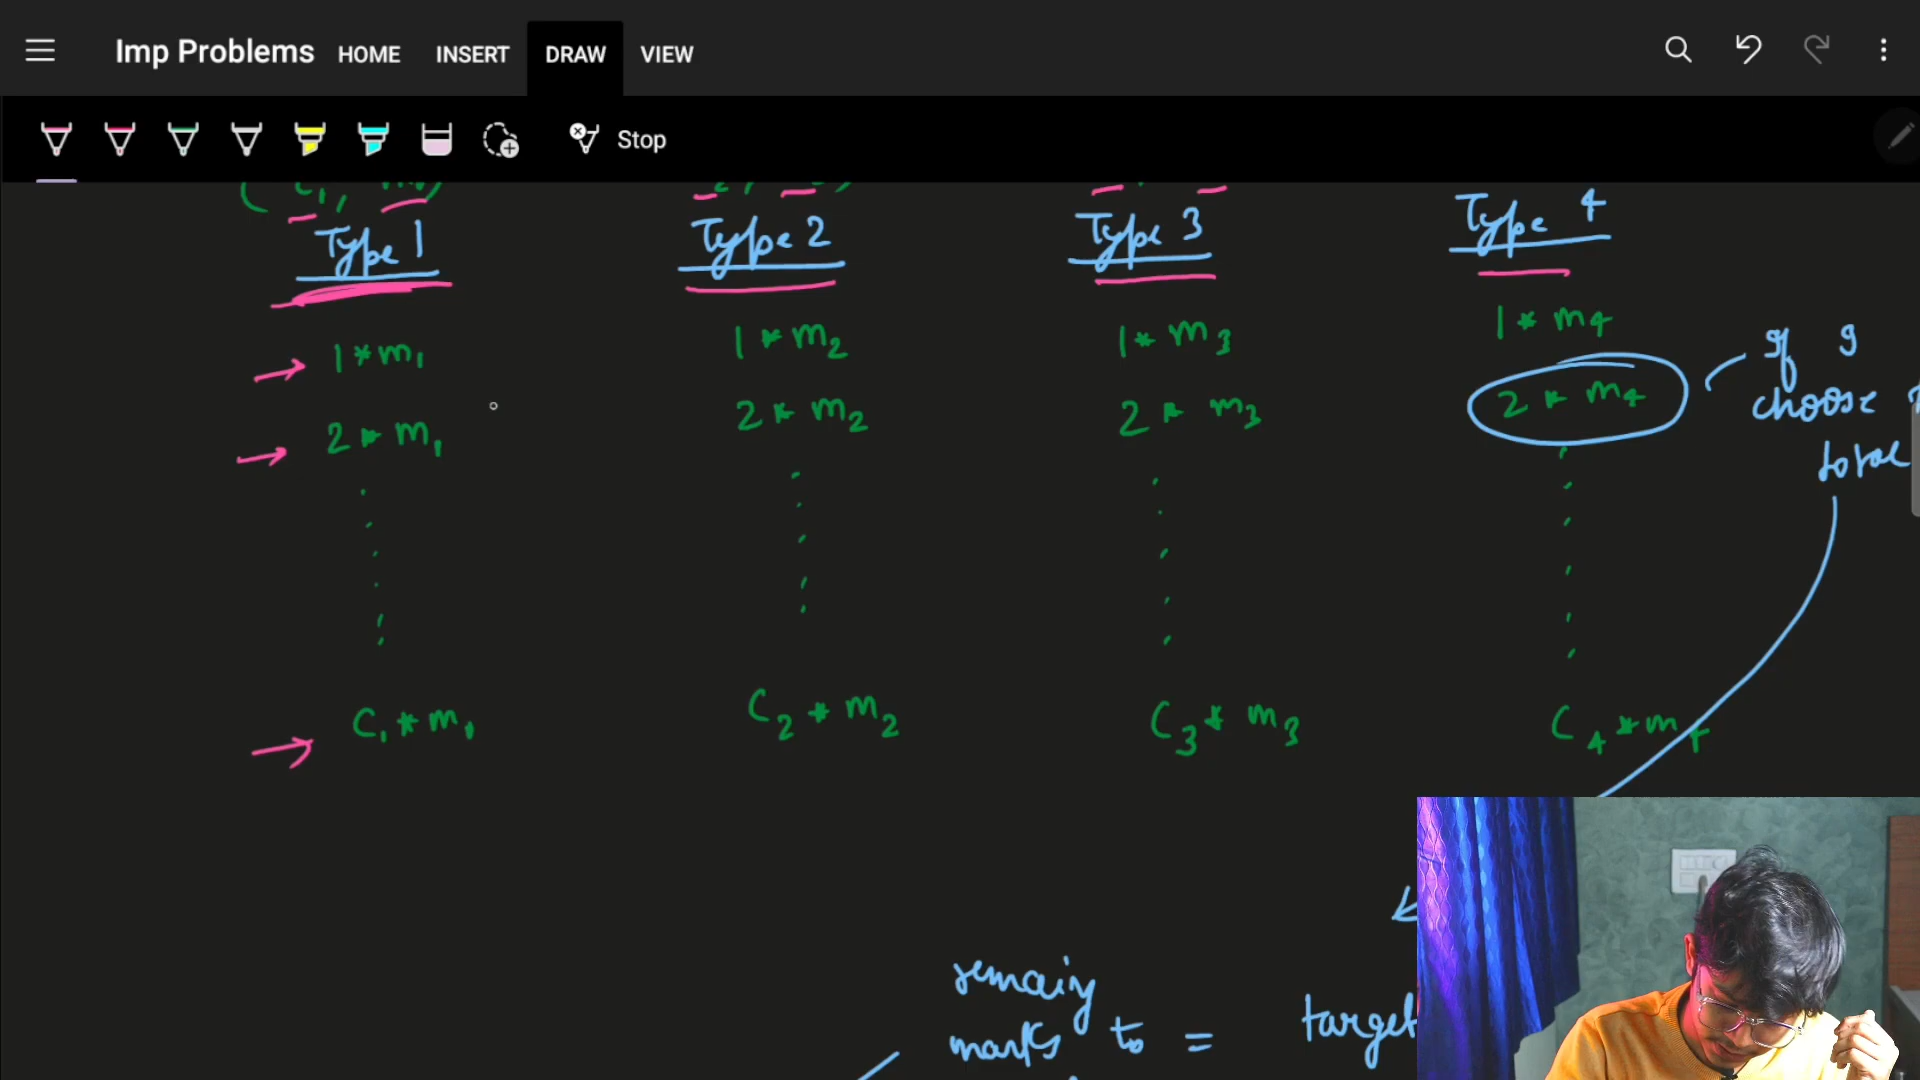 Imp Problems HOME INSERT DRAW VIEW
Stop
Type 1 Type 2 Type 3 Type 4
1 * m1 1 * m2 1 * m3 1 * m4
2 * m1 2 * m2 2 * m3 2 * m4
C1 * m1 C2 * m2 C3 * m3 C4 * m4
choose
total
remainy
marks to = target